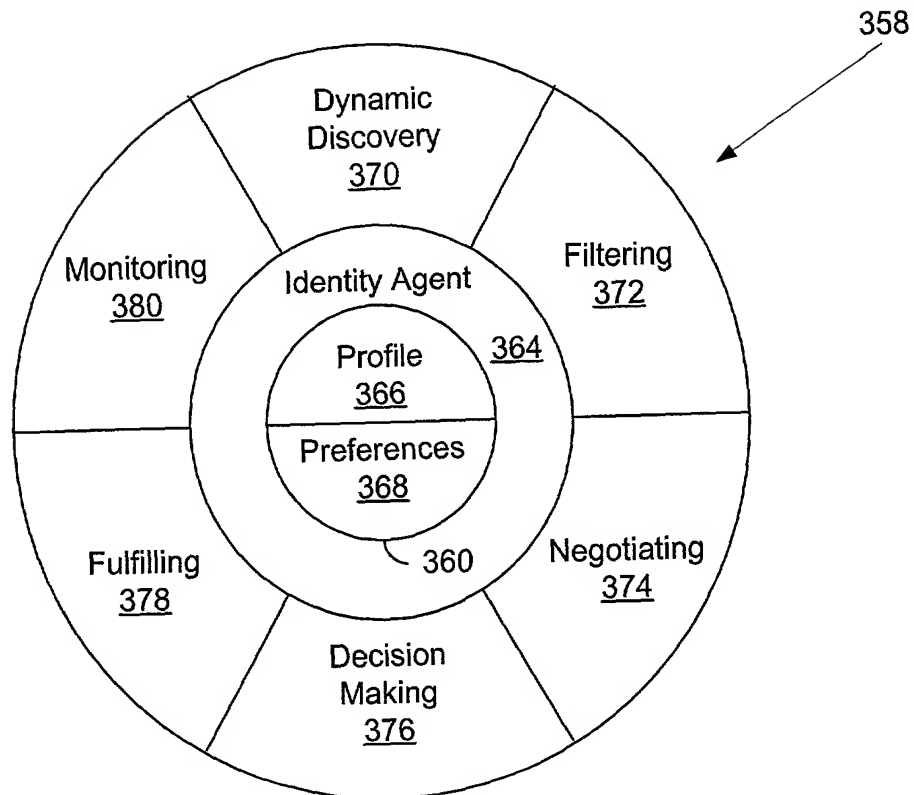 358
Dynamic
Discovery
370
Filtering
372
Monitoring
380
Identity Agent
364
Profile
366
Preferences
368
360
Negotiating
374
Fulfilling
378
Decision
Making
376